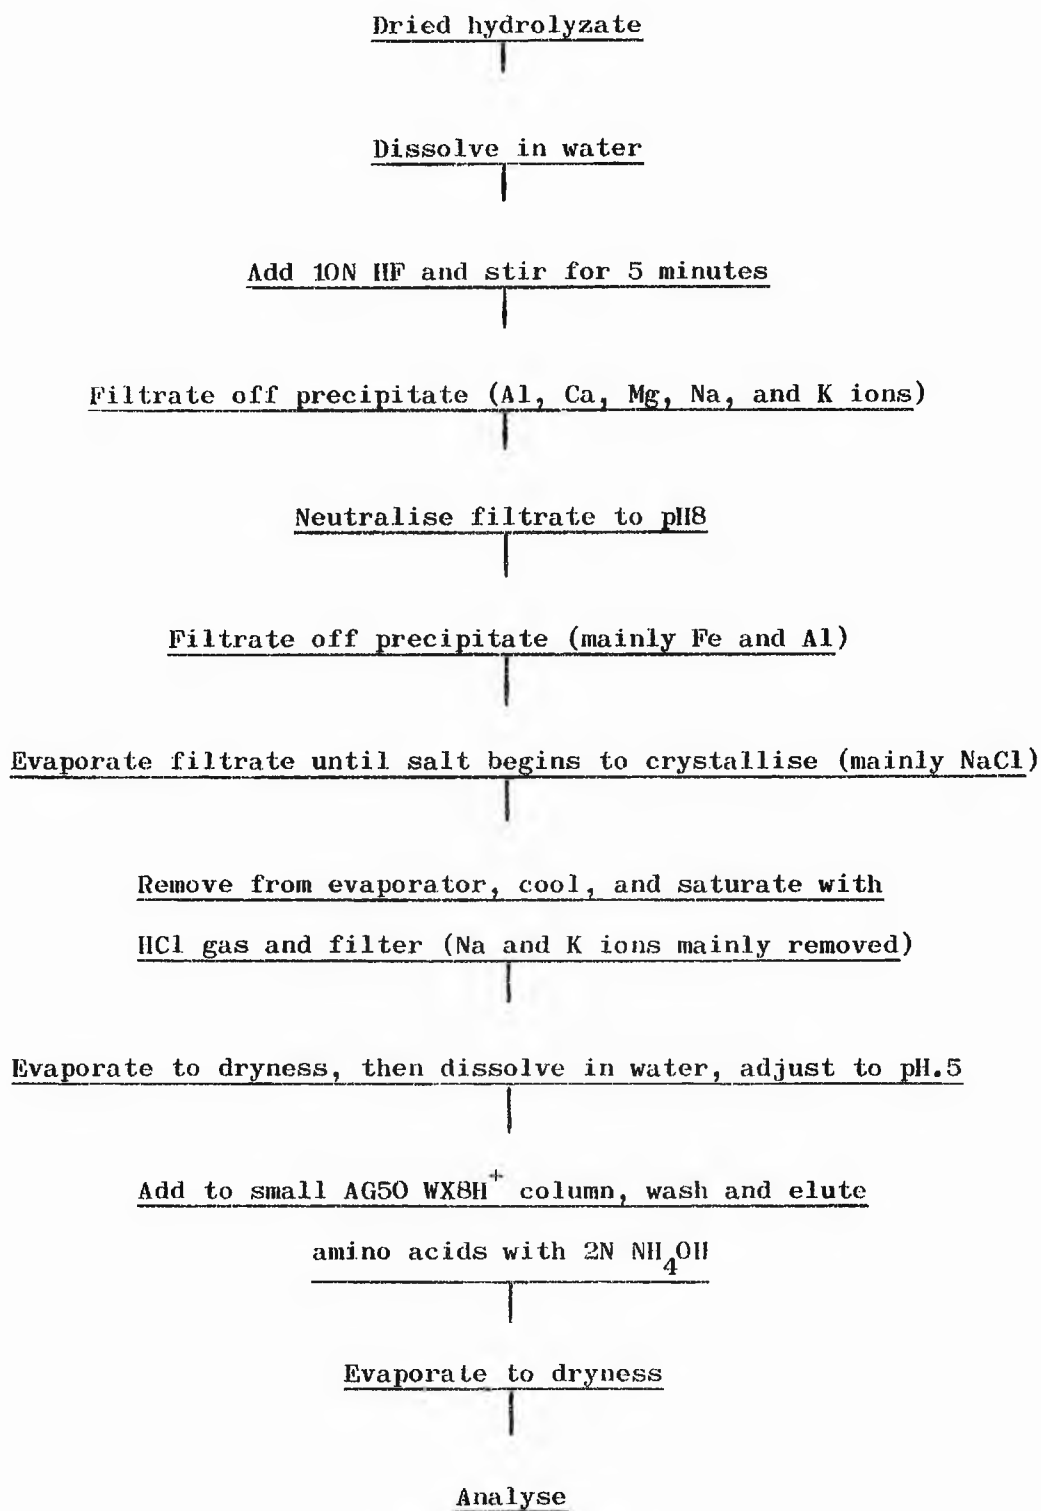 Dried hydrolyzate
Dissolve in water
Add 10N HF and stir for 5 minutes
Filtrate off precipitate (Al, Ca, Mg, Na, and K ions)
Neutralise filtrate to pH8
Filtrate off precipitate (mainly Fe and Al)
Evaporate filtrate until salt begins to crystallise (mainly NaCl)
Remove from evaporator, cool, and saturate with
HCl gas and filter (Na and K ions mainly removed)
Evaporate to dryness, then dissolve in water, adjust to pH.5
Add to small AG50 WX8H⁺ column, wash and elute
amino acids with 2N NH₄OH
Evaporate to dryness
Analyse